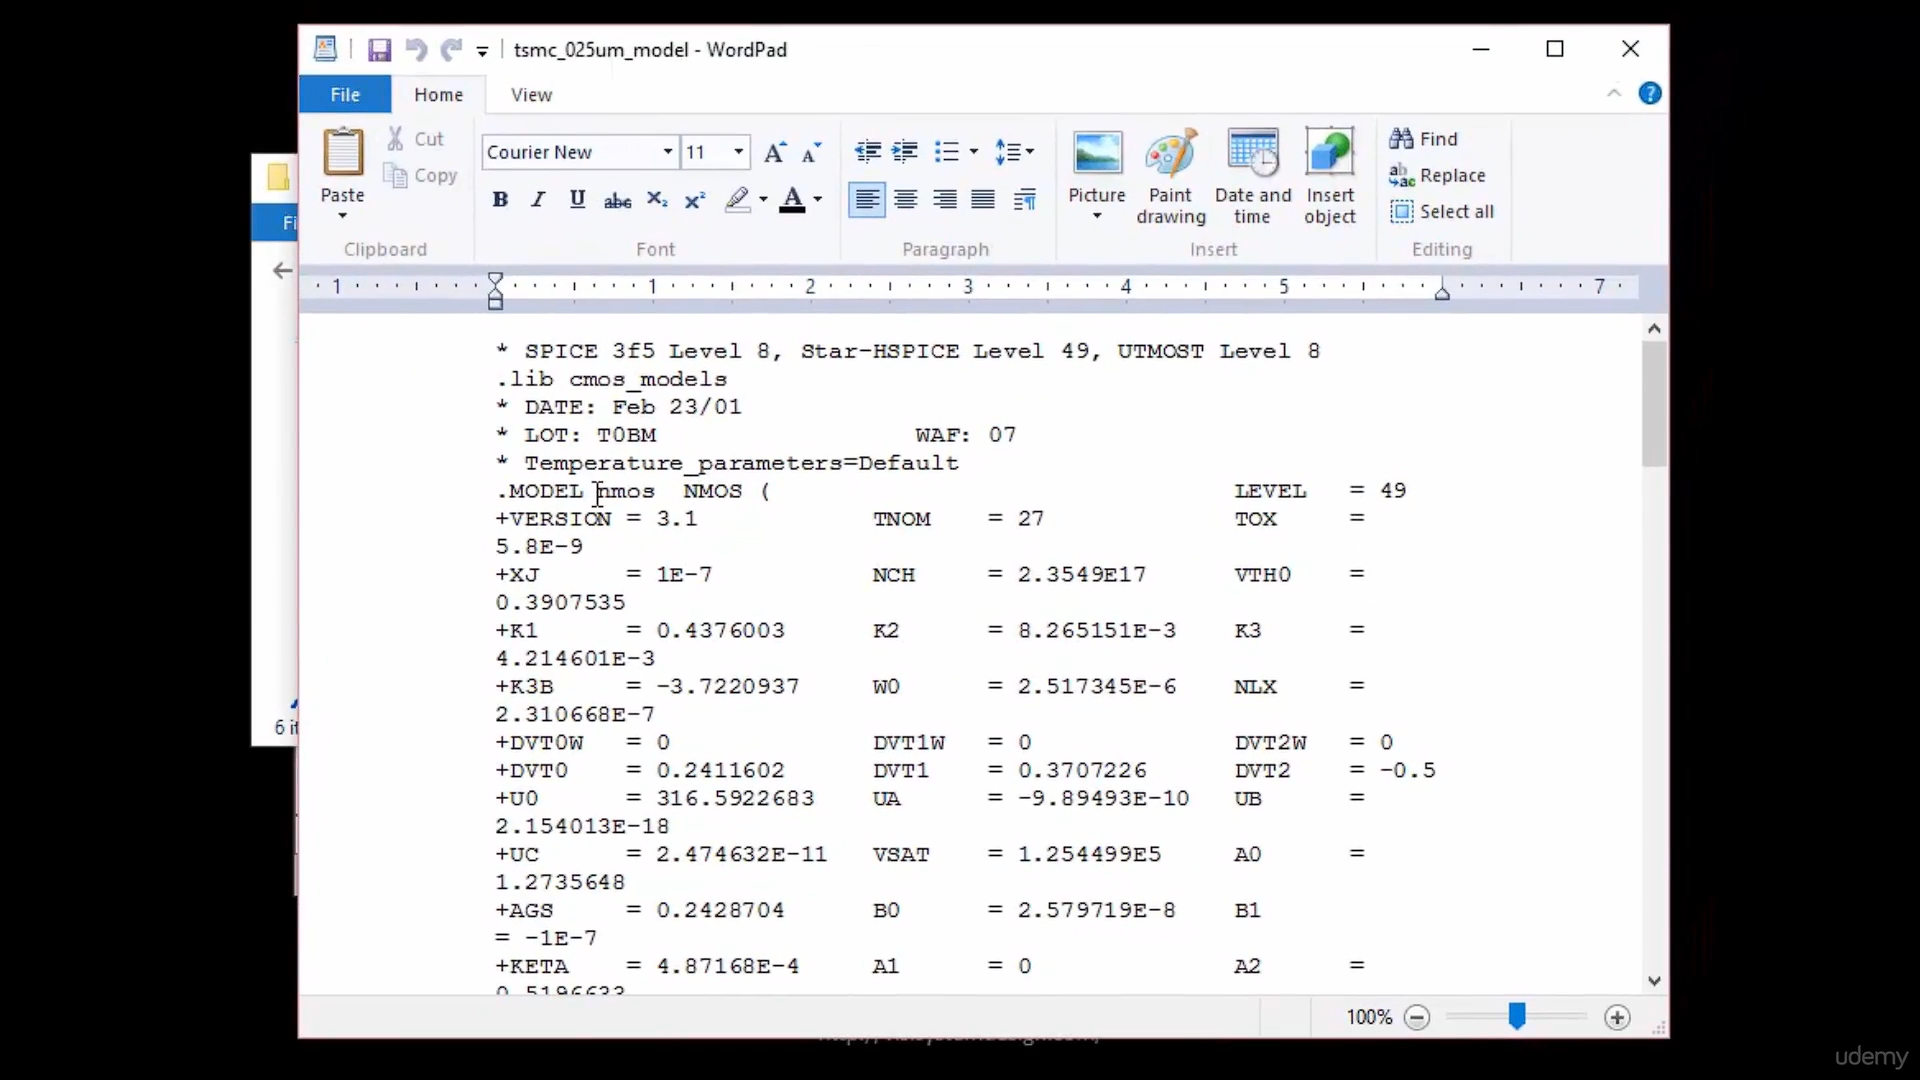 tsmc_025um_model - WordPad
File Home View
Paste
Cut
Copy
Clipboard
Courier New 11
Font
Paragraph
Picture
Paint drawing
Date and time
Insert object
Insert
Find
Replace
Select all
Editing
1 1 2 3 4 5 7
* SPICE 3f5 Level 8, Star-HSPICE Level 49, UTMOST Level 8
.lib cmos_models
* DATE: Feb 23/01
* LOT: T0BM WAF: 07
* Temperature_parameters=Default
.MODEL nmos NMOS ( LEVEL = 49
+VERSION = 3.1 TNOM = 27 TOX =
5.8E-9
+XJ = 1E-7 NCH = 2.3549E17 VTH0 =
0.3907535
+K1 = 0.4376003 K2 = 8.265151E-3 K3 =
4.214601E-3
+K3B = -3.7220937 W0 = 2.517345E-6 NLX =
2.310668E-7
+DVT0W = 0 DVT1W = 0 DVT2W = 0
+DVT0 = 0.2411602 DVT1 = 0.3707226 DVT2 = -0.5
+U0 = 316.5922683 UA = -9.89493E-10 UB =
2.154013E-18
+UC = 2.474632E-11 VSAT = 1.254499E5 A0 =
1.2735648
+AGS = 0.2428704 B0 = 2.579719E-8 B1
= -1E-7
+KETA = 4.87168E-4 A1 = 0 A2 =
0.5196633
100%
udemy